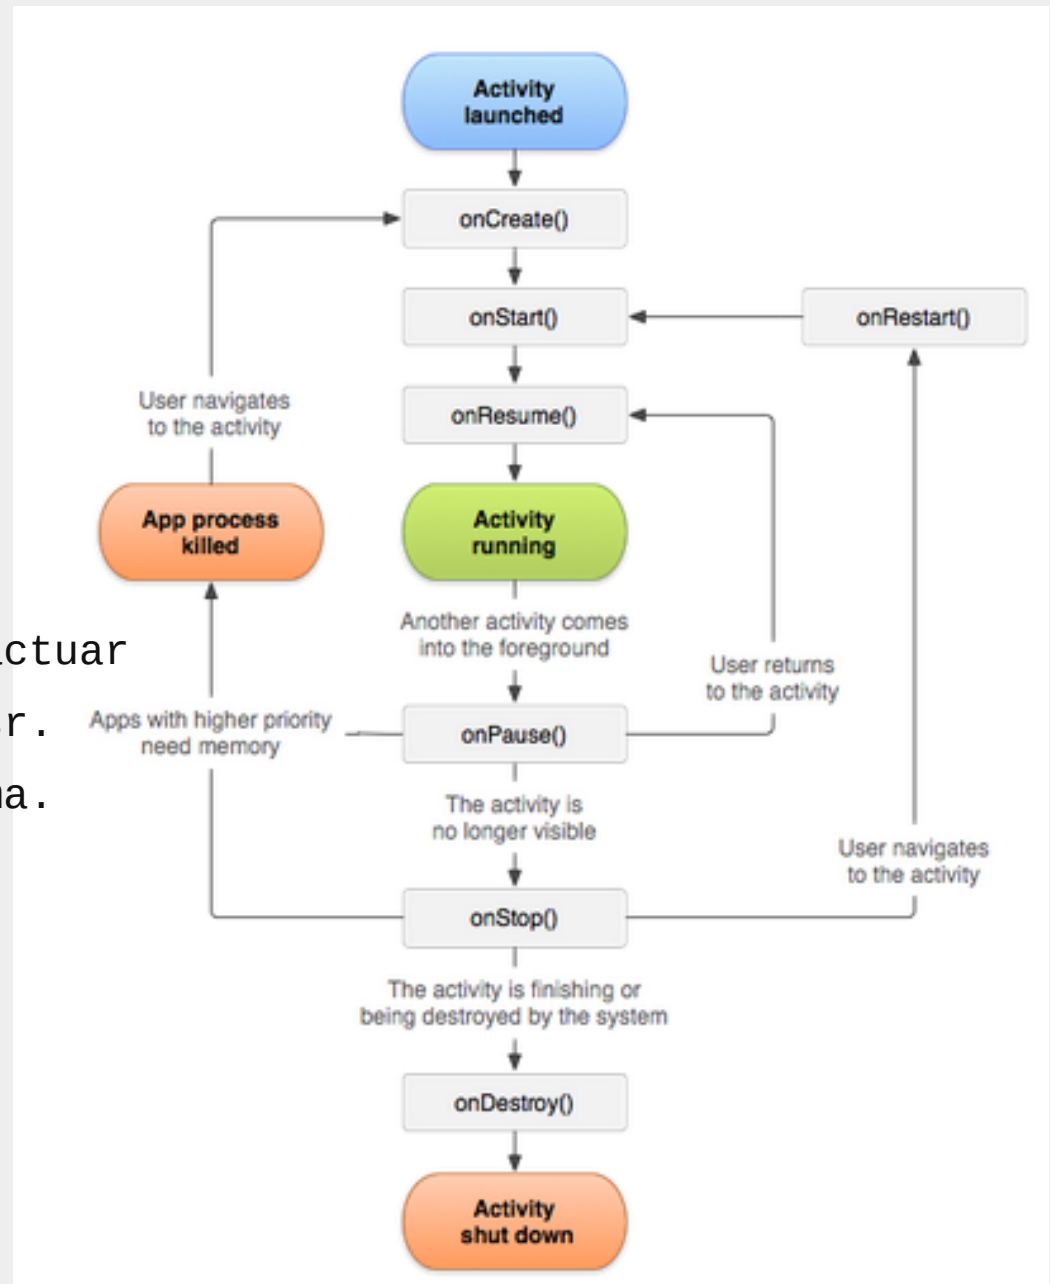 Activity
launched
onCreate()
onStart()
onRestart()
onResume()
User navigates
to the activity
App process
killed
Activity
running
Another activity comes
into the foreground
User returns
to the activity
Apps with higher priority
need memory
onPause()
The activity is
no longer visible
User navigates
to the activity
onStop()
The activity is finishing or
being destroyed by the system
onDestroy()
Activity
shut down